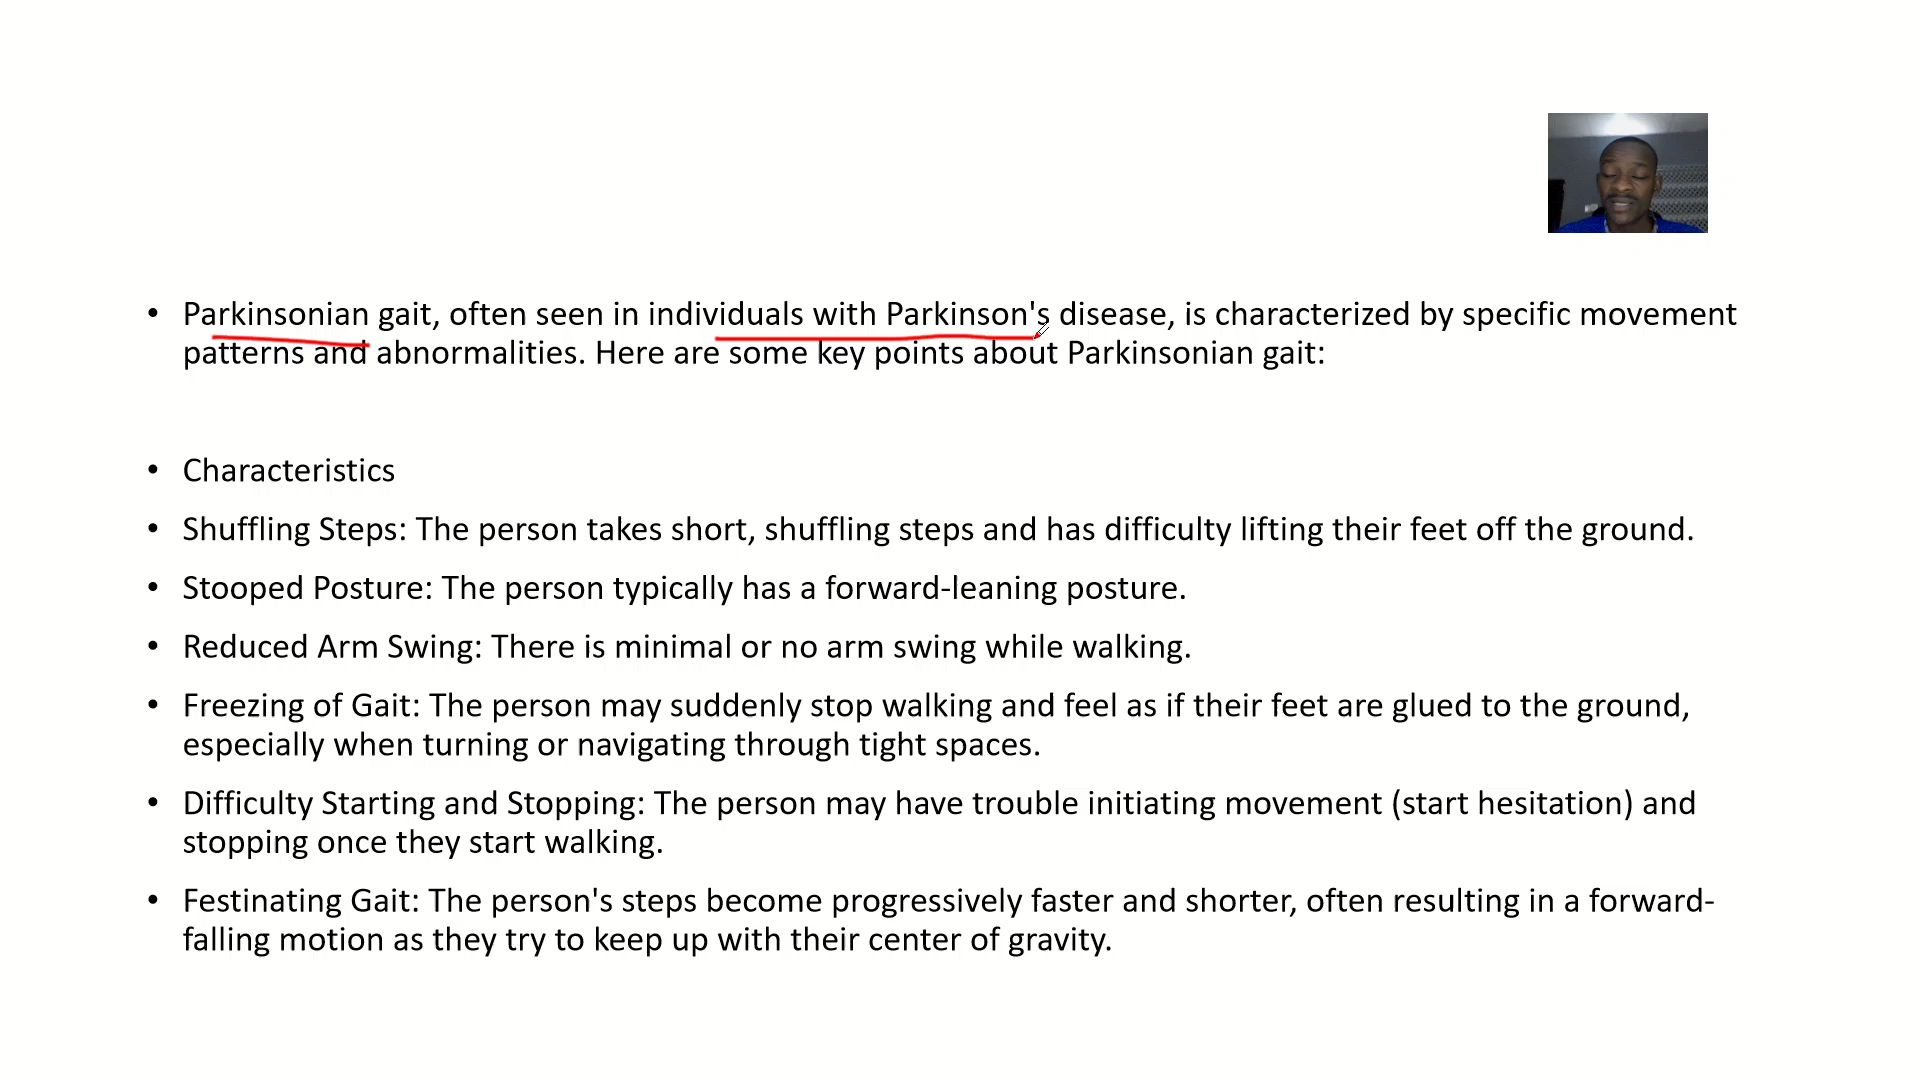 • Parkinsonian gait, often seen in individuals with Parkinson's disease, is characterized by specific movement
patterns and abnormalities. Here are some key points about Parkinsonian gait:
• Characteristics
• Shuffling Steps: The person takes short, shuffling steps and has difficulty lifting their feet off the ground.
• Stooped Posture: The person typically has a forward-leaning posture.
• Reduced Arm Swing: There is minimal or no arm swing while walking.
• Freezing of Gait: The person may suddenly stop walking and feel as if their feet are glued to the ground,
especially when turning or navigating through tight spaces.
• Difficulty Starting and Stopping: The person may have trouble initiating movement (start hesitation) and
stopping once they start walking.
• Festinating Gait: The person's steps become progressively faster and shorter, often resulting in a forward-
falling motion as they try to keep up with their center of gravity.